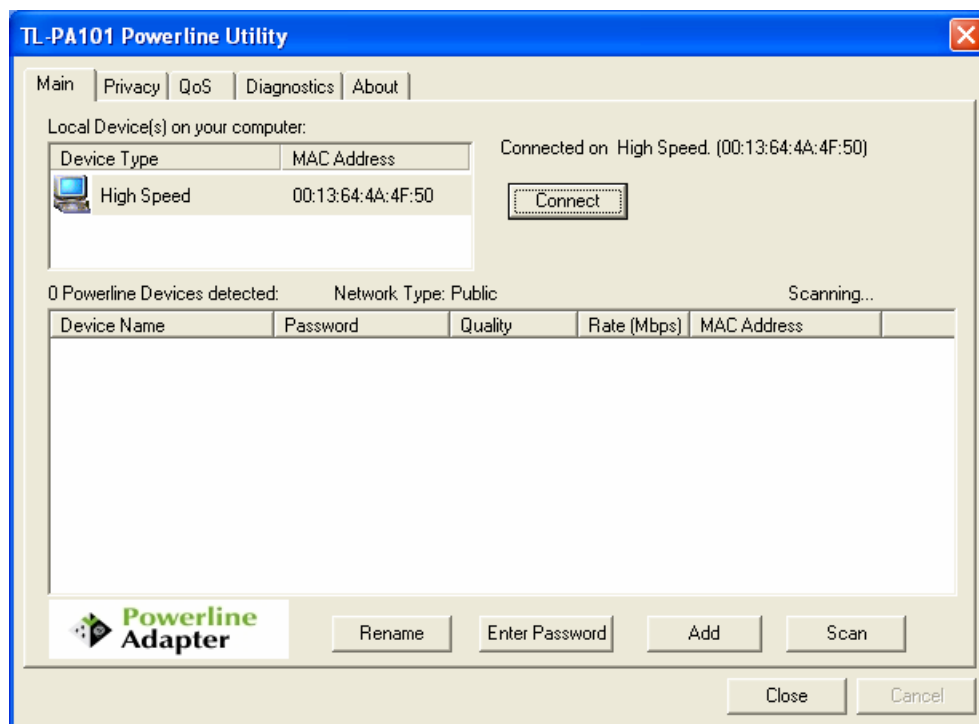 TL-PA101 Powerline Utility
Main Privacy QoS Diagnostics About
Local Device(s) on your computer:
Device Type MAC Address
High Speed 00:13:64:4A:4F:50
Connected on High Speed. (00:13:64:4A:4F:50)
Connect
0 Powerline Devices detected: Network Type: Public Scanning...
Device Name Password Quality Rate (Mbps) MAC Address
Powerline
Adapter
Rename Enter Password Add Scan
Close Cancel